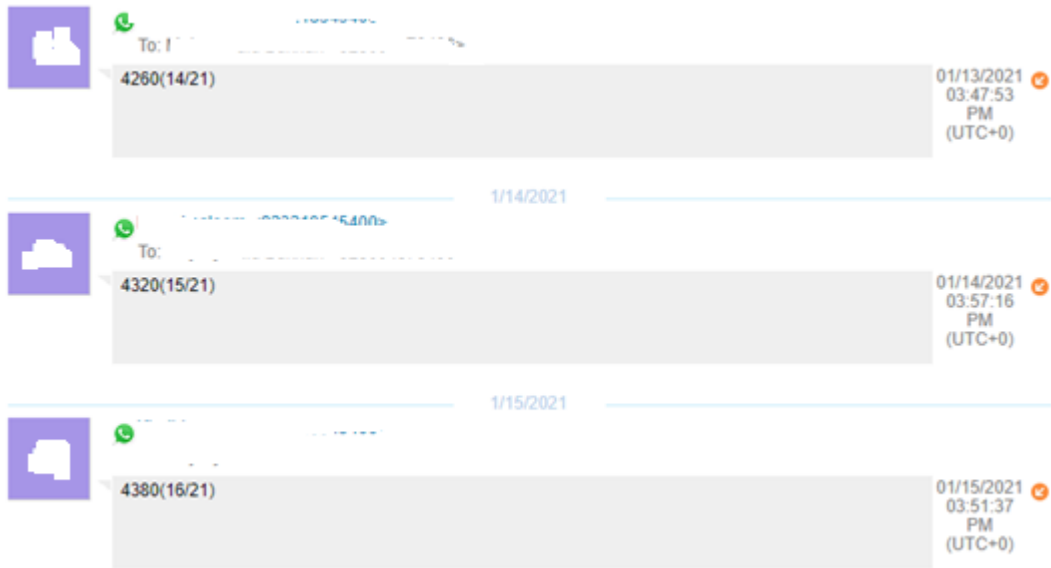 To:
4260(14/21)
01/13/2021
03:47:53
PM
(UTC+0)
1/14/2021
To:
4320(15/21)
01/14/2021
03:57:16
PM
(UTC+0)
1/15/2021
4380(16/21)
01/15/2021
03:51:37
PM
(UTC+0)